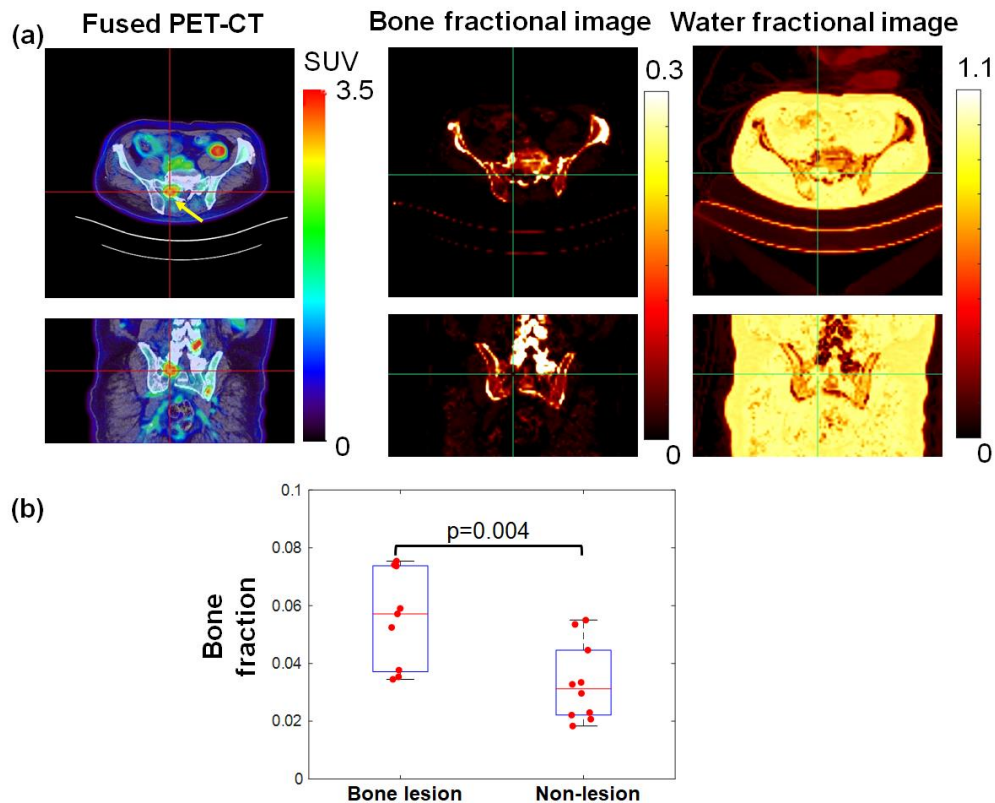 (a)
Fused PET-CT
Bone fractional image
Water fractional image
SUV
3.5
0
0.3
0
1.1
0
(b)
0.1
0.08
0.06
0.04
0.02
0
Bone
fraction
p=0.004
Bone lesion
Non-lesion